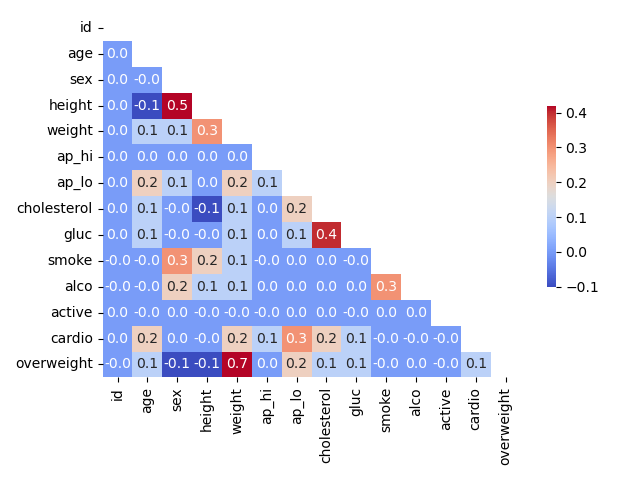 id
age 0.0
sex 0.0 -0.0
height 0.0 -0.1 0.5
weight 0.0 0.1 0.1 0.3
ap_hi 0.0 0.0 0.0 0.0 0.0
ap_lo 0.0 0.2 0.1 0.0 0.2 0.1
cholesterol 0.0 0.1 -0.0 -0.1 0.1 0.0 0.2
gluc 0.0 0.1 -0.0 -0.0 0.1 0.0 0.1 0.4
smoke -0.0 -0.0 0.3 0.2 0.1 -0.0 0.0 0.0 -0.0
alco 0.0 -0.0 0.2 0.1 0.1 0.0 0.0 0.0 0.0 0.3
active 0.0 -0.0 0.0 -0.0 -0.0 -0.0 0.0 0.0 -0.0 0.0 0.0
cardio 0.0 0.2 0.0 -0.0 0.2 0.1 0.3 0.2 0.1 -0.0 -0.0 -0.0
overweight -0.0 0.1 -0.1 -0.1 0.7 0.0 0.2 0.1 0.1 -0.0 0.0 -0.0 0.1
id age sex height weight ap_hi ap_lo cholesterol gluc smoke alco active cardio overweight
0.4
0.3
0.2
0.1
0.0
−0.1